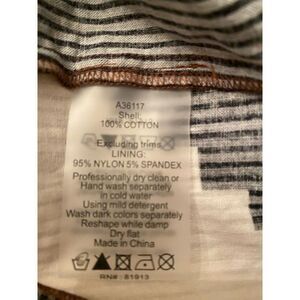 A36117
Shell:
100% COTTON
Excluding trims
LINING:
95% NYLON 5% SPANDEX
Professionally dry clean or
Hand wash separately
in cold water
Using mild detergent
Wash dark colors separately
Reshape while damp
Dry flat
Made in China
RN#: 81913